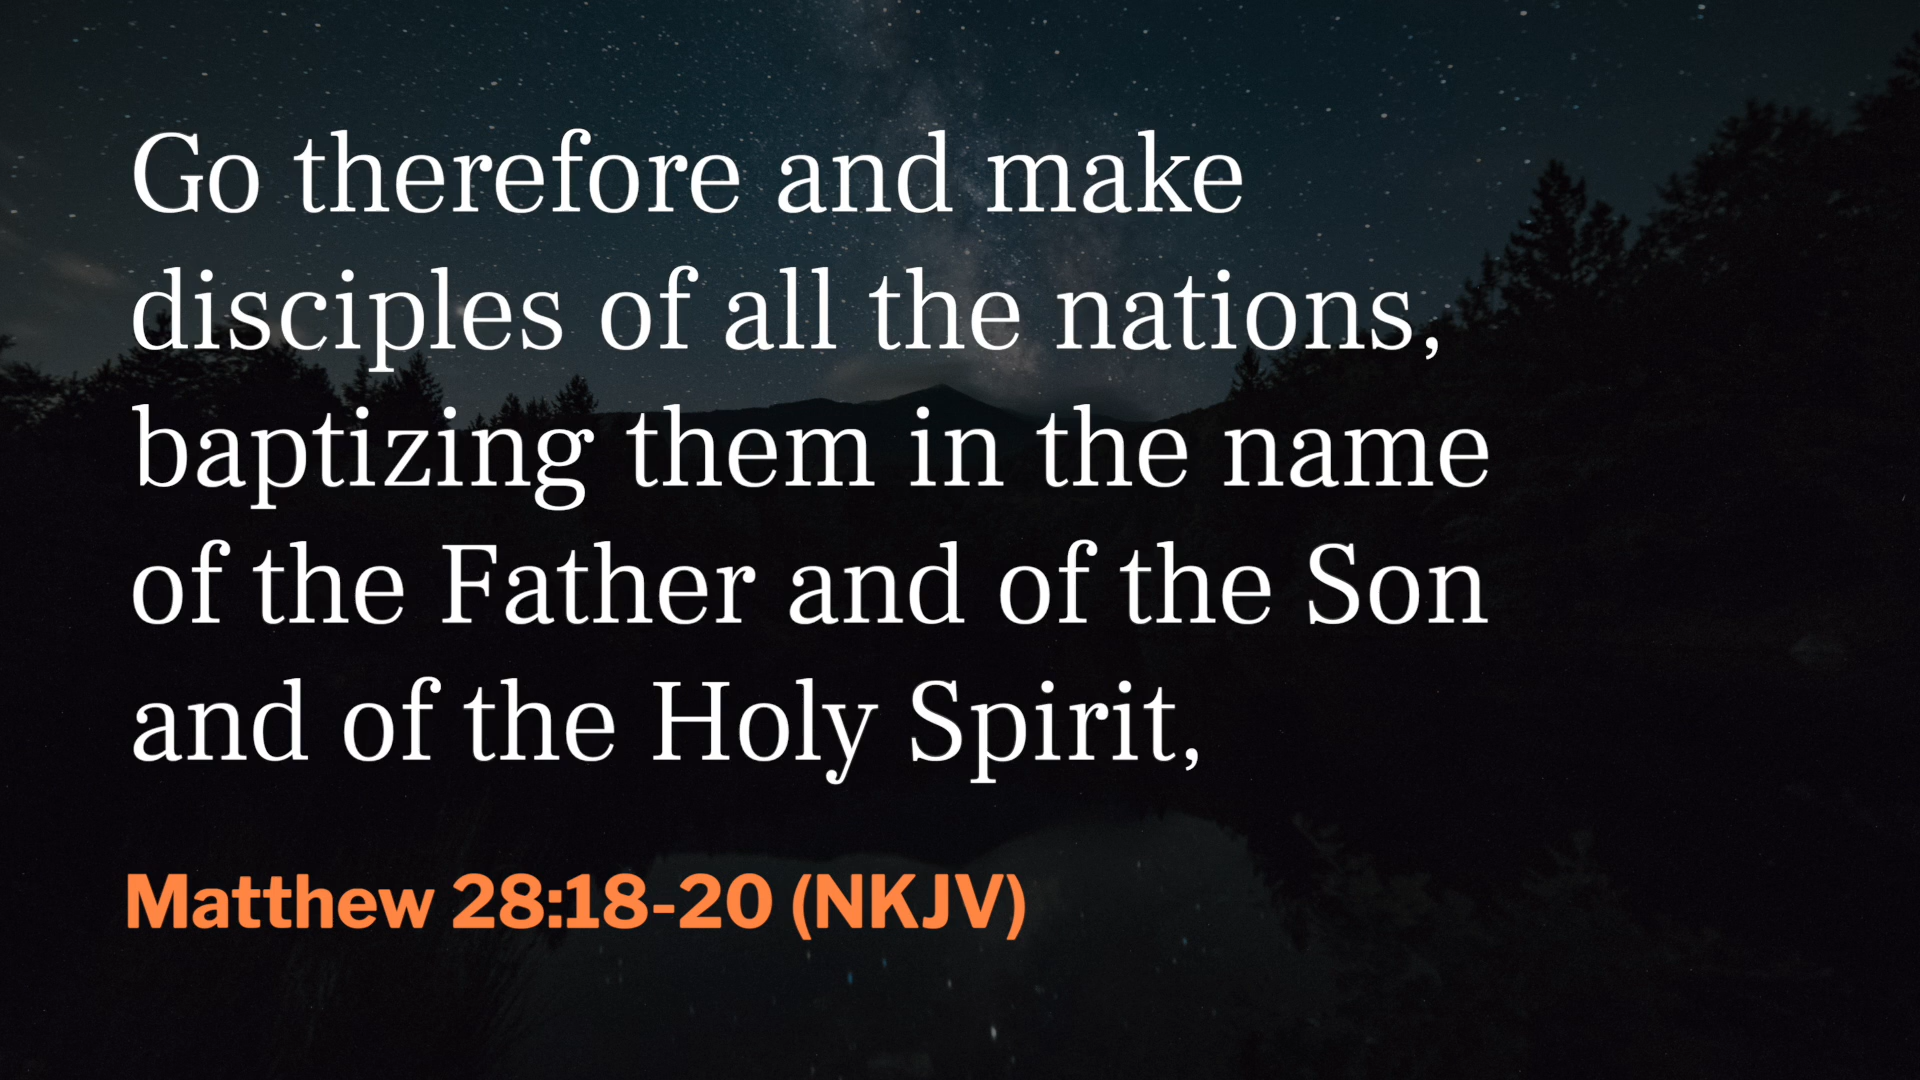 Go therefore and make
disciples of all the nations,
baptizing them in the name
of the Father and of the Son
and of the Holy Spirit,
Matthew 28:18-20 (NKJV)